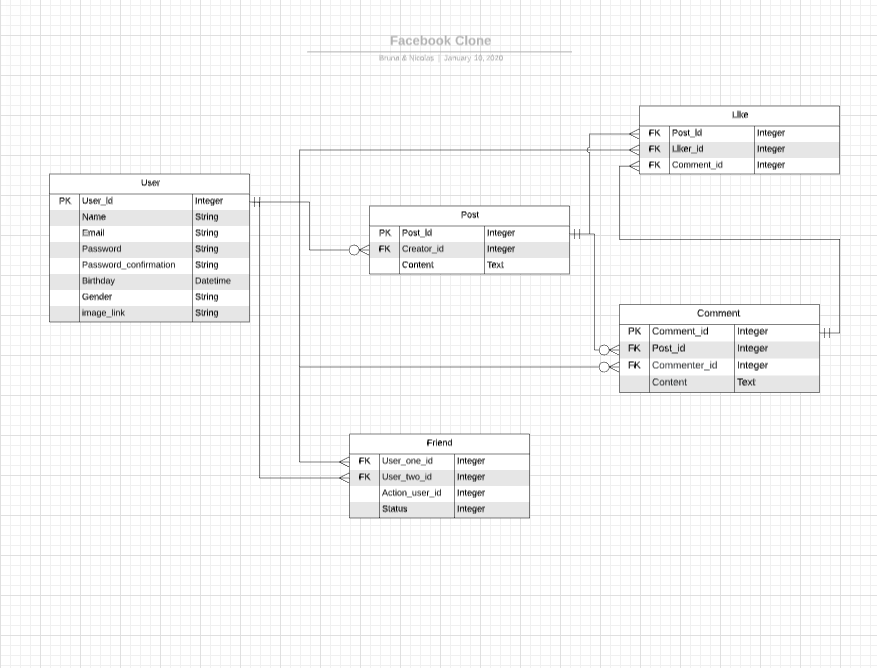 Facebook Clone
Bruna & Nicolas | January 10, 2020
Like
FK Post_Id Integer
FK Liker_id Integer
FK Comment_id Integer
User
PK User_Id Integer
Name String
Email String
Password String
Password_confirmation String
Birthday Datetime
Gender String
image_link String
Post
PK Post_Id Integer
FK Creator_id Integer
Content Text
Comment
PK Comment_id Integer
FK Post_id Integer
FK Commenter_id Integer
Content Text
Friend
FK User_one_id Integer
FK User_two_id Integer
Action_user_id Integer
Status Integer